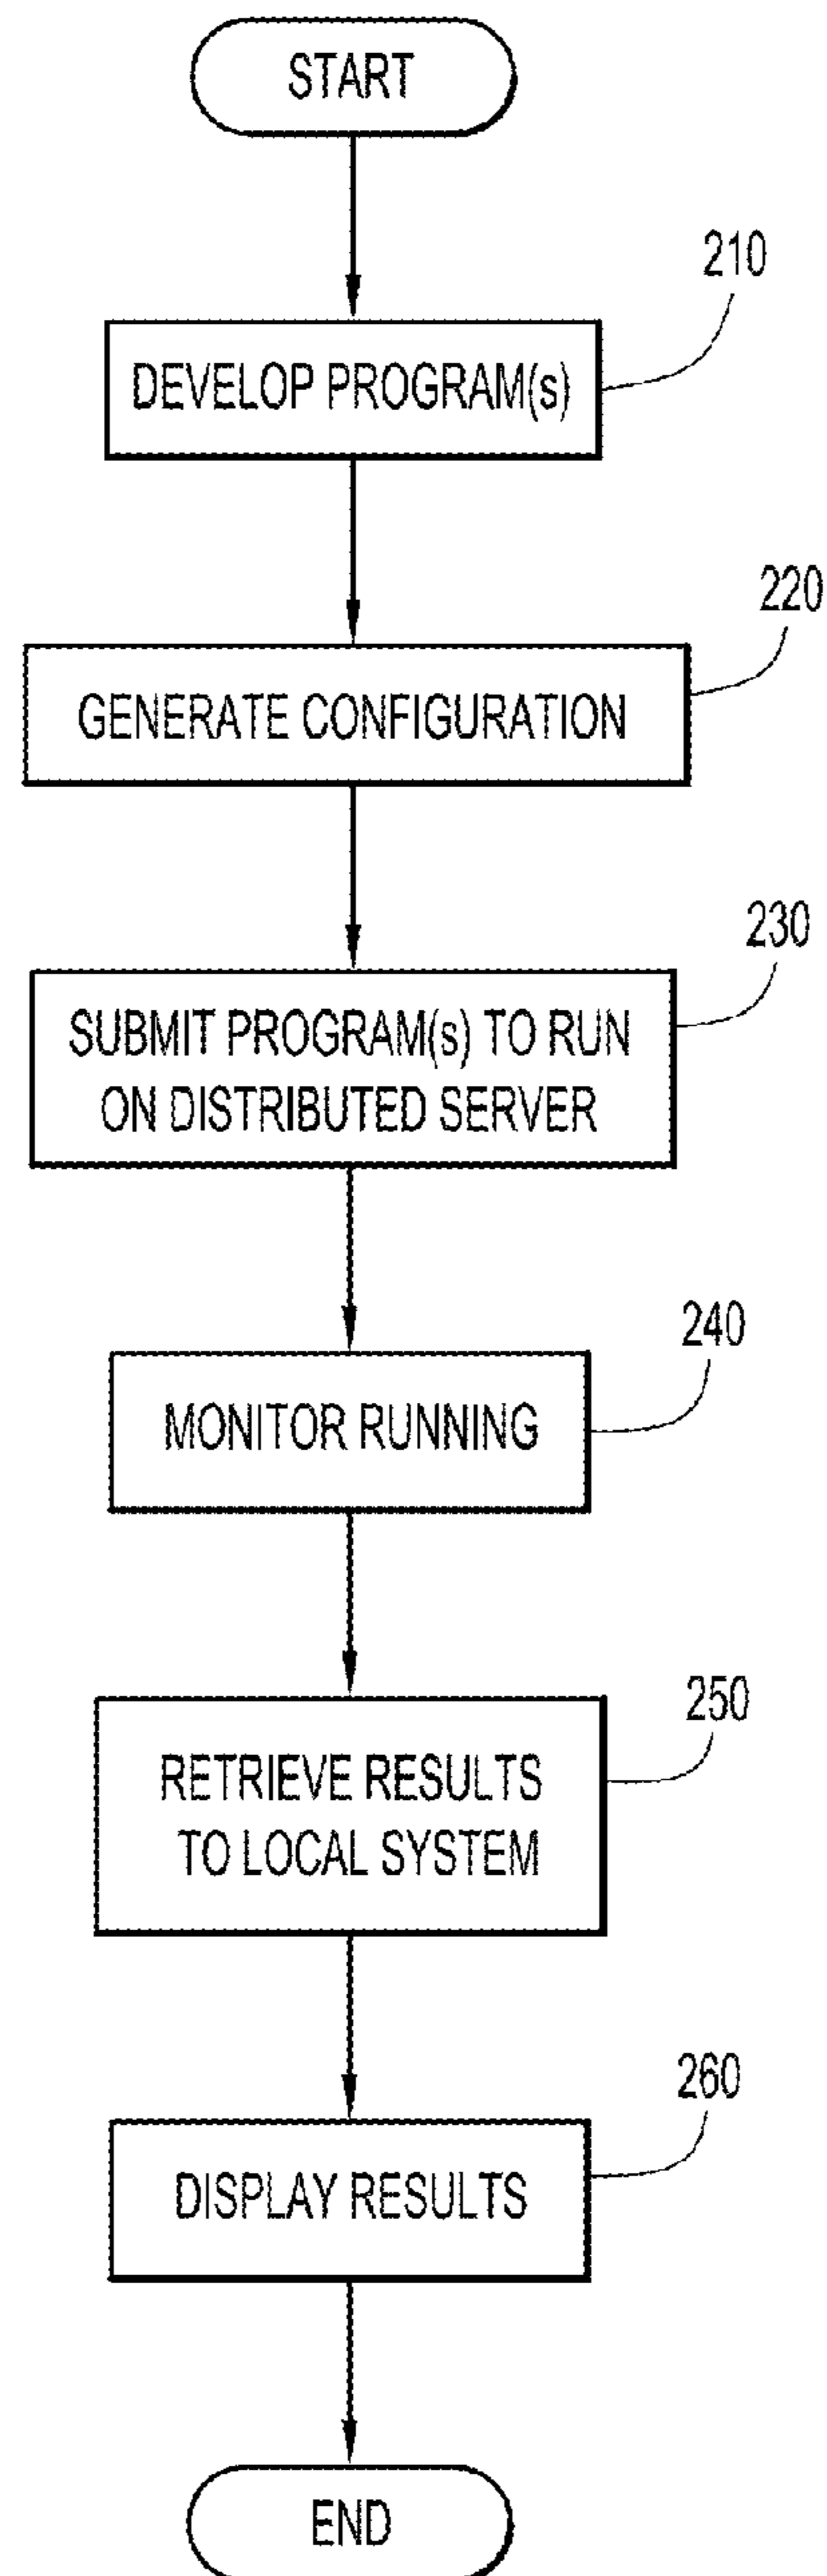 START
210
DEVELOP PROGRAM(s)
220
GENERATE CONFIGURATION
230
SUBMIT PROGRAM(s) TO RUN
ON DISTRIBUTED SERVER
240
MONITOR RUNNING
250
RETRIEVE RESULTS
TO LOCAL SYSTEM
260
DISPLAY RESULTS
END